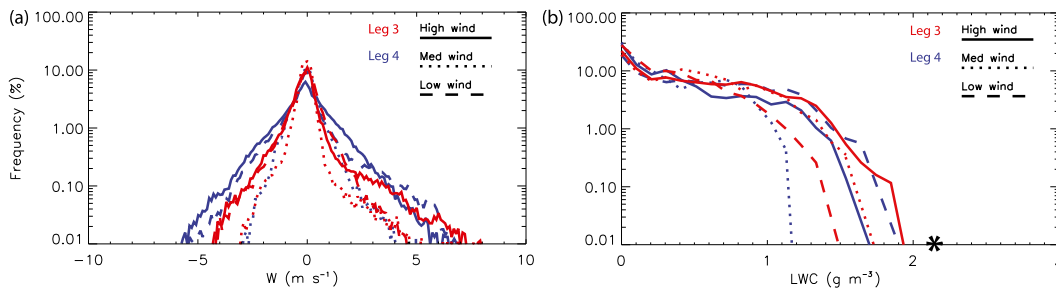 (a)
100.00
10.00
1.00
0.10
0.01
Frequency (%)
-10
-5
0
5
10
W (m s⁻¹)
Leg 3
Leg 4
High wind
Med wind
Low wind
(b)
100.00
10.00
1.00
0.10
0.01
0
1
2
LWC (g m⁻³)
Leg 3
Leg 4
High wind
Med wind
Low wind
*